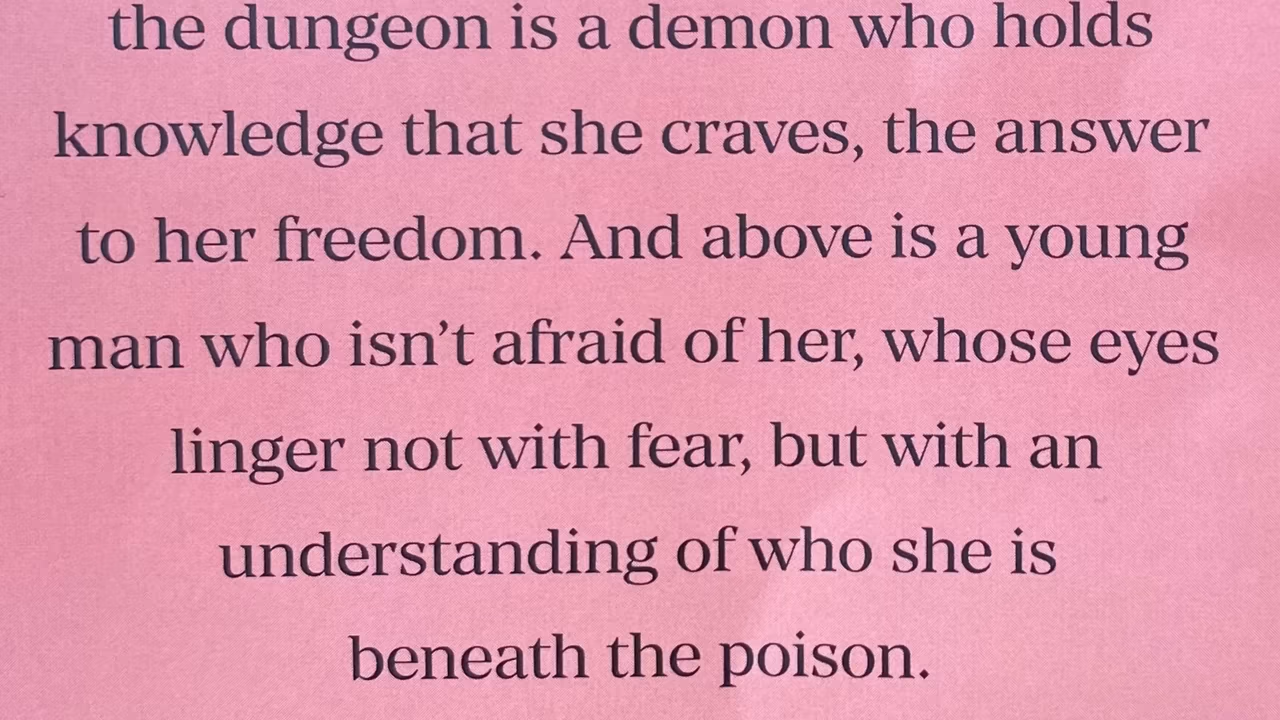 the dungeon is a demon who holds
knowledge that she craves, the answer
to her freedom. And above is a young
man who isn’t afraid of her, whose eyes
linger not with fear, but with an
understanding of who she is
beneath the poison.